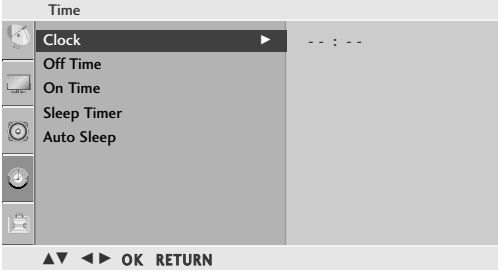 Time
Clock ► -- : --
Off Time
On Time
Sleep Timer
Auto Sleep
▲▼ ◄► OK RETURN